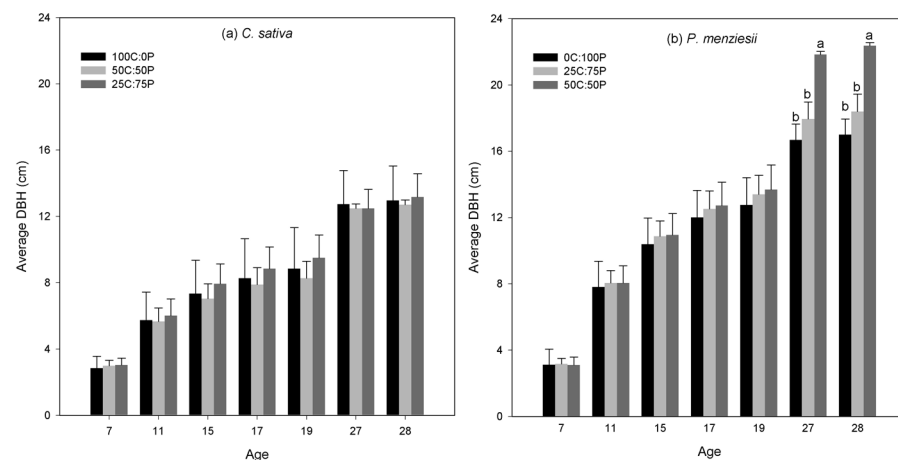 (a) C. sativa
100C:0P
50C:50P
25C:75P
24
20
16
12
8
4
0
Average DBH (cm)
7 11 15 17 19 27 28
Age
(b) P. menziesii
0C:100P
25C:75P
50C:50P
24
20
16
12
8
4
0
Average DBH (cm)
b b a
b b a
7 11 15 17 19 27 28
Age